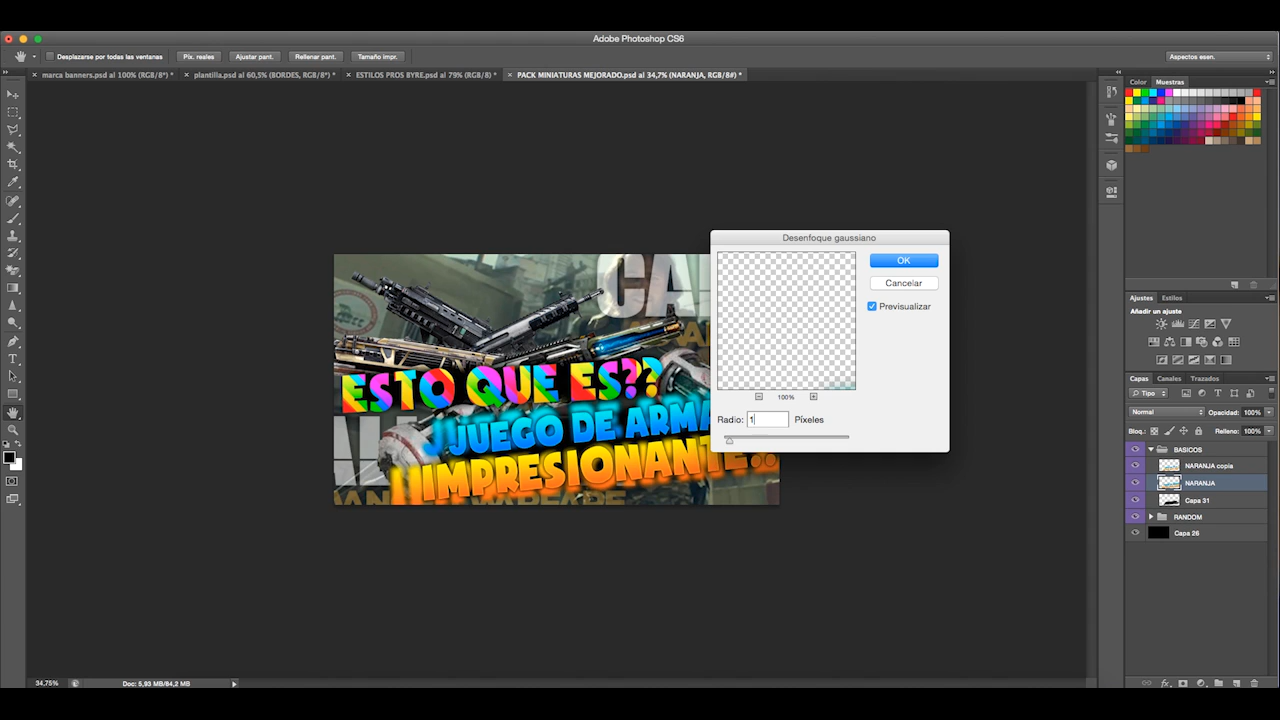 Adobe Photoshop CS6
Desplazarse por todas las ventanas
Píx. reales
Ajustar pant.
Rellenar pant.
Tamaño impr.
Aspectos esen.
marca banners.psd al 100% (RGB/8*) *
plantilla.psd al 60,5% (BORDES, RGB/8*) *
ESTILOS PROS BYRE.psd al 79% (RGB/8) *
PACK MINIATURAS MEJORADO.psd al 34,7% (NARANJA, RGB/8#) *
Color
Muestras
Desenfoque gaussiano
OK
Cancelar
Previsualizar
100%
Radio: 1
Píxeles
CA
ESTO QUE ES??
JUEGO DE ARMA
IMPRESIONANTE
Ajustes
Estilos
Añadir un ajuste
Capas
Canales
Trazados
Tipo
Normal
Opacidad: 100%
Bloq.:
Relleno: 100%
BASICOS
NARANJA copia
NARANJA
Capa 31
RANDOM
Capa 26
34,75%
Doc: 5,93 MB/84,2 MB